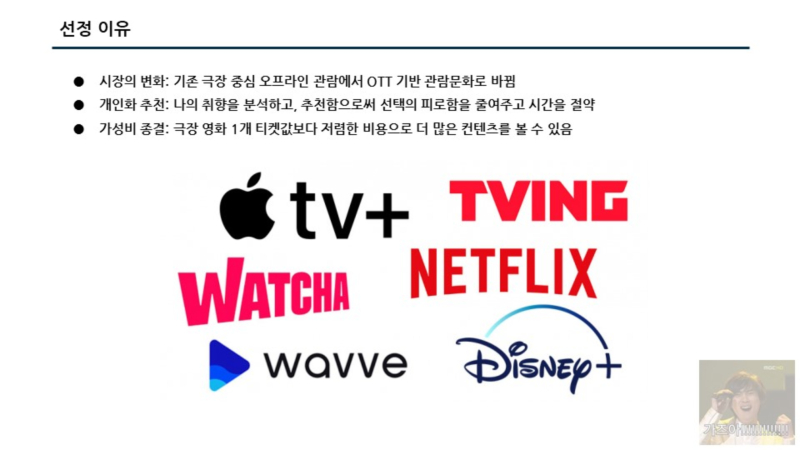 선정 이유
● 시장의 변화: 기존 극장 중심 오프라인 관람에서 OTT 기반 관람문화로 바뀜
● 개인화 추천: 나의 취향을 분석하고, 추천함으로써 선택의 피로함을 줄여주고 시간을 절약
● 가성비 종결: 극장 영화 1개 티켓값보다 저렴한 비용으로 더 많은 컨텐츠를 볼 수 있음
tv+
TVING
WATCHA
NETFLIX
wavve
Disney+